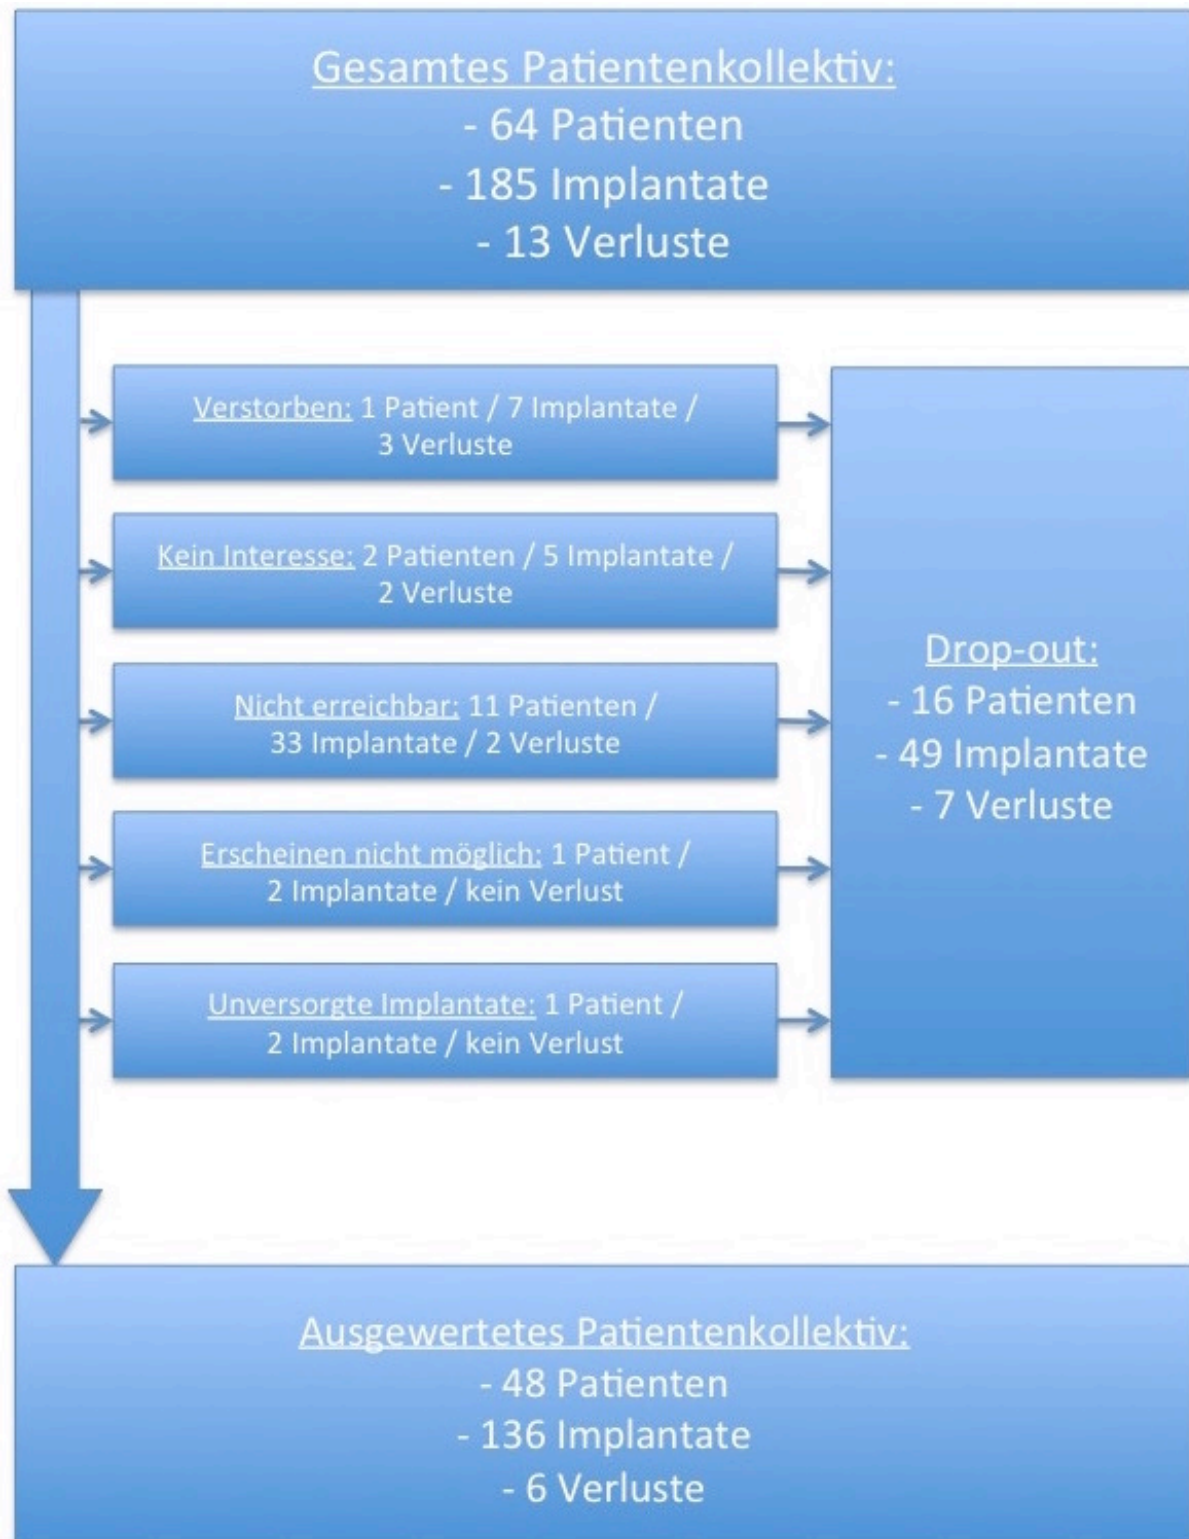 Gesamtes Patientenkollektiv:
- 64 Patienten
- 185 Implantate
- 13 Verluste
Verstorben: 1 Patient / 7 Implantate /
3 Verluste
Kein Interesse: 2 Patienten / 5 Implantate /
2 Verluste
Nicht erreichbar: 11 Patienten /
33 Implantate / 2 Verluste
Erscheinen nicht möglich: 1 Patient /
2 Implantate / kein Verlust
Unversorgte Implantate: 1 Patient /
2 Implantate / kein Verlust
Drop-out:
- 16 Patienten
- 49 Implantate
- 7 Verluste
Ausgewertetes Patientenkollektiv:
- 48 Patienten
- 136 Implantate
- 6 Verluste